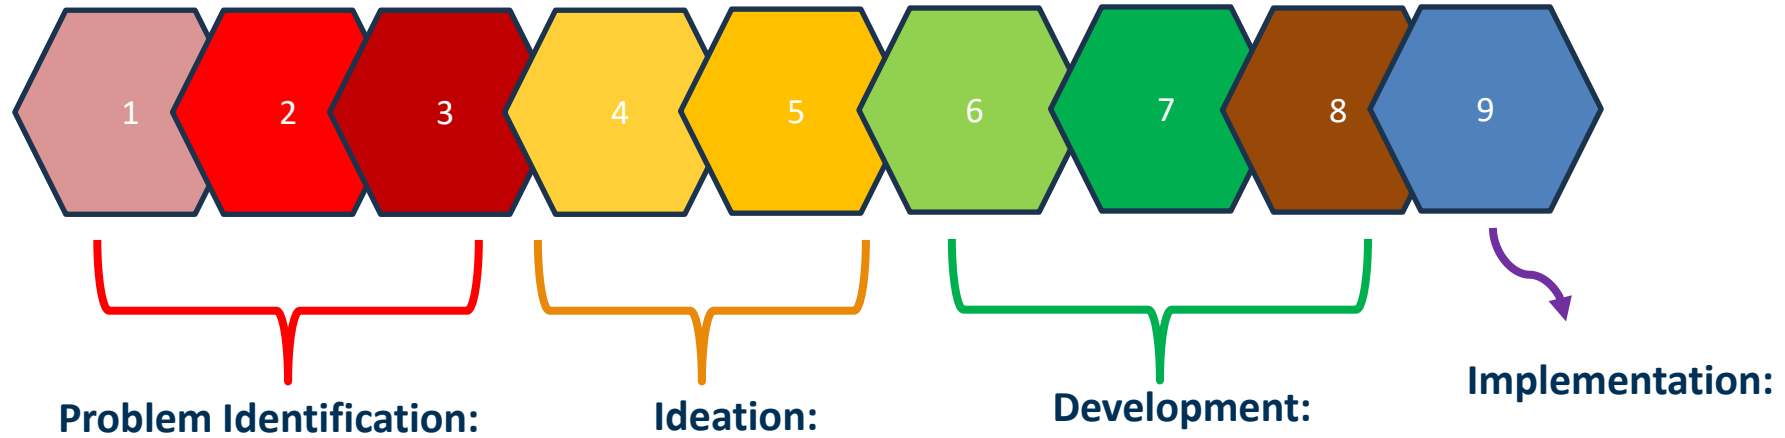 1 2 3 4 5 6 7 8 9
Problem Identification:
Ideation:
Development:
Implementation: